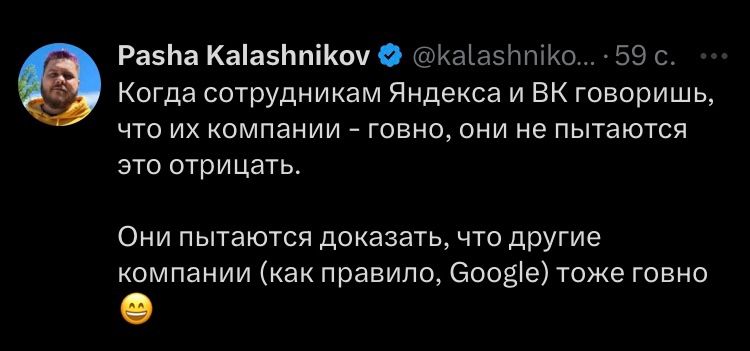 Pasha Kalashnikov @kalashniko... · 59 с. ...
Когда сотрудникам Яндекса и ВК говоришь,
что их компании - говно, они не пытаются
это отрицать.
Они пытаются доказать, что другие
компании (как правило, Google) тоже говно
😄